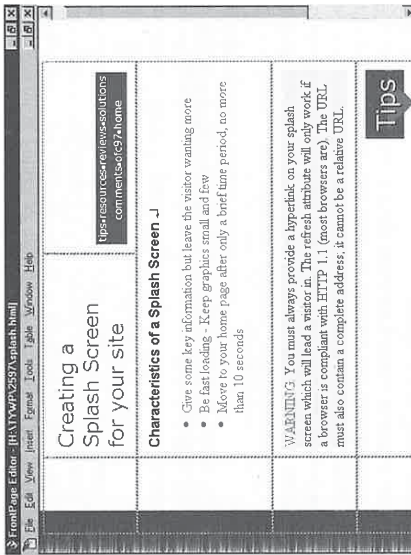 FrontPage Editor - [H:\TYWP\2597\splash.html]
File Edit View Insert Format Tools Table Window Help
Creating a
Splash Screen
for your site
tips•resources•reviews•solutions
comments•ofc97•home
Characteristics of a Splash Screen
• Give some key information but leave the visitor wanting more
• Be fast loading - Keep graphics small and few
• Move to your home page after only a brief time period, no more
than 10 seconds
WARNING: You must always provide a hyperlink on your splash
screen which will lead a visitor in. The refresh attribute will only work if
a browser is compliant with HTTP 1.1 (most browsers are). The URL
must also contain a complete address, it cannot be a relative URL.
Tips